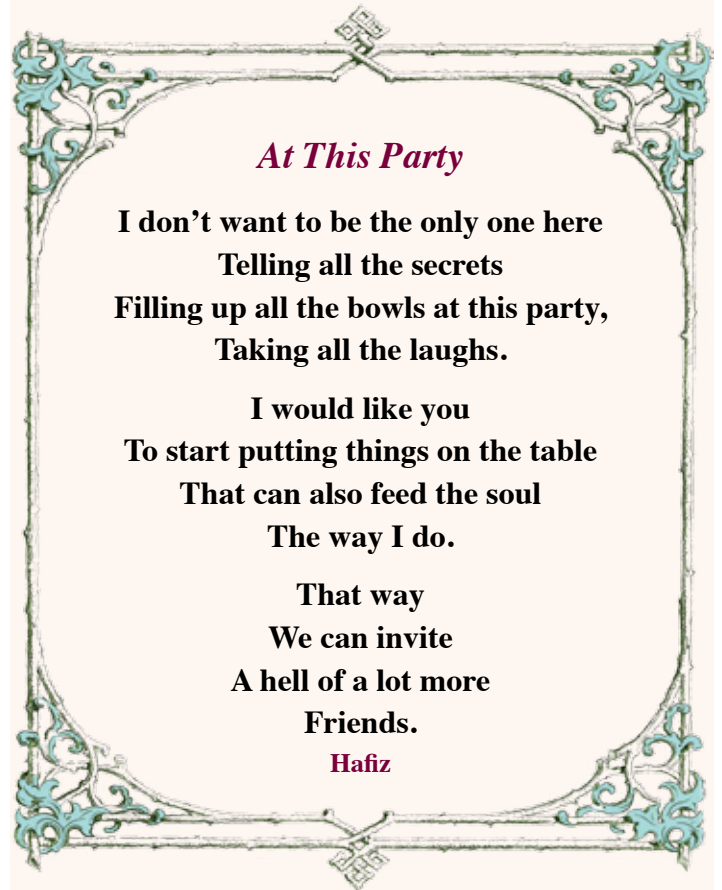 At This Party
I don’t want to be the only one here
Telling all the secrets
Filling up all the bowls at this party,
Taking all the laughs.
I would like you
To start putting things on the table
That can also feed the soul
The way I do.
That way
We can invite
A hell of a lot more
Friends.
Hafiz